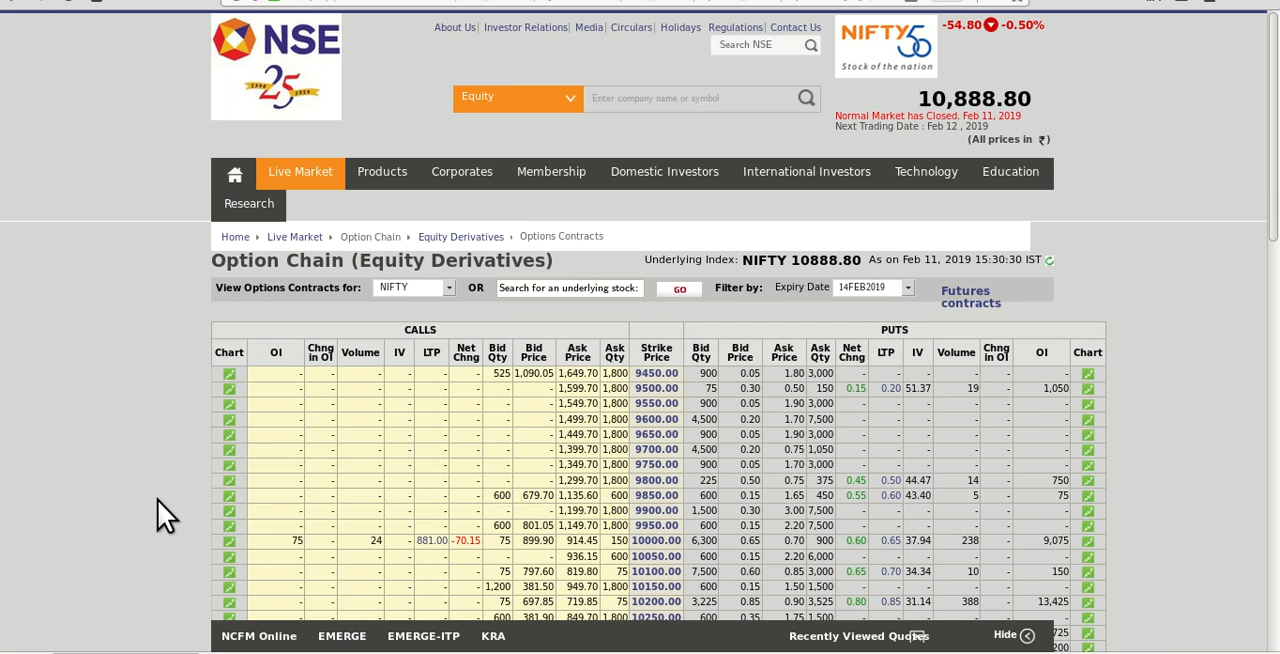 About Us| Investor Relations| Media| Circulars| Holidays Regulations| Contact Us
NSE
25
1994 2019
Search NSE
NIFTY 50
Stock of the nation
-54.80 -0.50%
Equity
Enter company name or symbol
10,888.80
Normal Market has Closed. Feb 11, 2019
Next Trading Date : Feb 12 , 2019
(All prices in ₹)
Live Market Products Corporates Membership Domestic Investors International Investors Technology Education
Research
Home Live Market Option Chain Equity Derivatives Options Contracts
Option Chain (Equity Derivatives)
Underlying Index: NIFTY 10888.80 As on Feb 11, 2019 15:30:30 IST
View Options Contracts for: NIFTY OR Search for an underlying stock: GO Filter by: Expiry Date 14FEB2019 Futures contracts
CALLS PUTS
Chart OI Chng in OI Volume IV LTP Net Chng Bid Qty Bid Price Ask Price Ask Qty Strike Price Bid Qty Bid Price Ask Price Ask Qty Net Chng LTP IV Volume Chng in OI OI Chart
- - - - - - 525 1,090.05 1,649.70 1,800 9450.00 900 0.05 1.80 3,000 - - - - - -
- - - - - - - - 1,599.70 1,800 9500.00 75 0.30 0.50 150 0.15 0.20 51.37 19 - 1,050
- - - - - - - - 1,549.70 1,800 9550.00 900 0.05 1.90 3,000 - - - - - -
- - - - - - - - 1,499.70 1,800 9600.00 4,500 0.20 1.70 7,500 - - - - - -
- - - - - - - - 1,449.70 1,800 9650.00 900 0.05 1.90 3,000 - - - - - -
- - - - - - - - 1,399.70 1,800 9700.00 4,500 0.20 0.75 1,050 - - - - - -
- - - - - - - - 1,349.70 1,800 9750.00 900 0.05 1.70 3,000 - - - - - -
- - - - - - - - 1,299.70 1,800 9800.00 225 0.50 0.75 375 0.45 0.50 44.47 14 - 750
- - - - - - 600 679.70 1,135.60 600 9850.00 600 0.15 1.65 450 0.55 0.60 43.40 5 - 75
- - - - - - - - 1,199.70 1,800 9900.00 1,500 0.30 3.00 7,500 - - - - - -
- - - - - - 600 801.05 1,149.70 1,800 9950.00 600 0.15 2.20 7,500 - - - - - -
75 - 24 - 881.00 -70.15 75 899.90 914.45 150 10000.00 6,300 0.65 0.70 900 0.60 0.65 37.94 238 - 9,075
- - - - - - - - 936.15 600 10050.00 600 0.15 2.20 6,000 - - - - - -
- - - - - - 75 797.60 819.80 75 10100.00 7,500 0.60 0.85 3,000 0.65 0.70 34.34 10 - 150
- - - - - - 1,200 381.50 949.70 1,800 10150.00 600 0.15 1.50 1,500 - - - - - -
- - - - - - 75 697.85 719.85 75 10200.00 3,225 0.85 0.90 3,525 0.80 0.85 31.14 388 - 13,425
- - - - - - 600 381.90 849.70 1,800 10250.00 600 0.35 1.75 1,500 - - - - - -
NCFM Online EMERGE EMERGE-ITP KRA Recently Viewed Quotes Hide
725
200